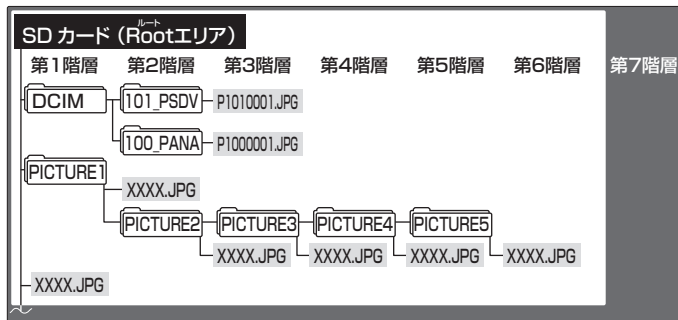 ルート
SD カード（Rootエリア）
第1階層 第2階層 第3階層 第4階層 第5階層 第6階層 第7階層
DCIM 101_PSDV P1010001.JPG
100_PANA P1000001.JPG
PICTURE1
XXXX.JPG
PICTURE2 PICTURE3 PICTURE4 PICTURE5
XXXX.JPG XXXX.JPG XXXX.JPG XXXX.JPG
XXXX.JPG